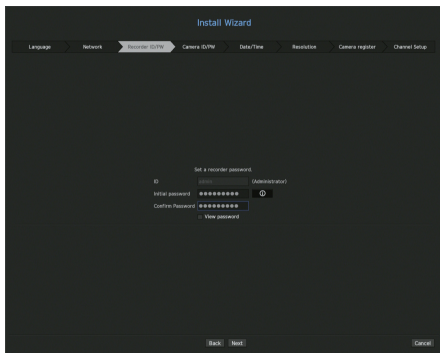 Install Wizard
Language Network Recorder ID/PW Camera ID/PW Date/Time Resolution Camera register Channel Setup
Set a recorder password.
ID admin (Administrator)
Initial password ●●●●●●●●●
Confirm Password ●●●●●●●●●
View password
Back Next Cancel